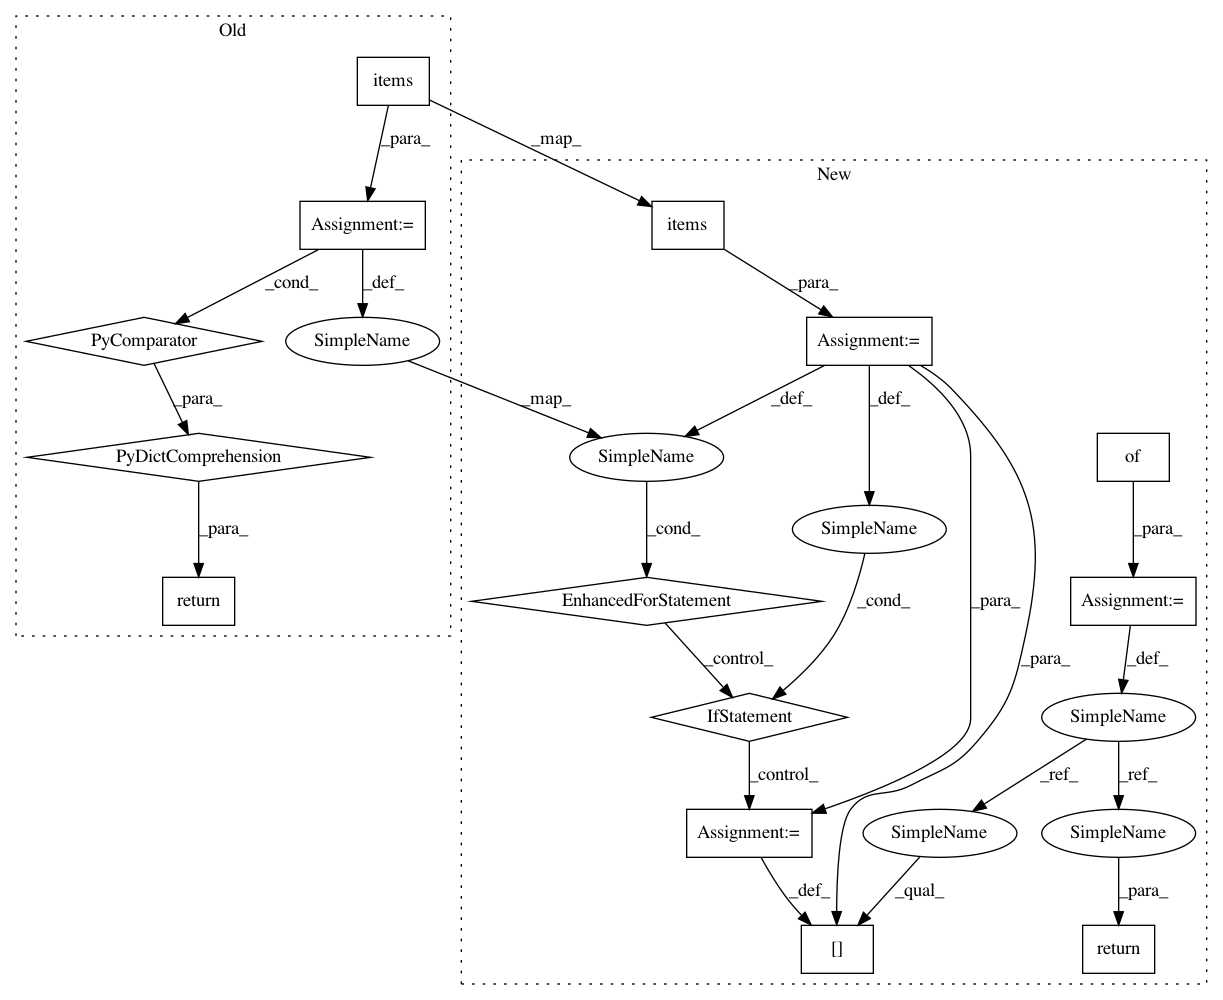 Old
items
_para_
_map_
New
Assignment:=
items
_cond_
_def_
_para_
PyComparator
SimpleName
Assignment:=
_para_
_map_
_def_
_def_
PyDictComprehension
SimpleName
of
_para_
_cond_
SimpleName
_para_
return
EnhancedForStatement
_cond_
_para_
Assignment:=
_control_
_para_
_def_
IfStatement
SimpleName
_control_
_ref_
_ref_
Assignment:=
SimpleName
SimpleName
_def_
_qual_
_para_
[]
return